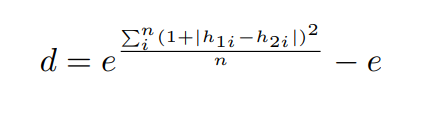 d = e^{\frac{\sum_{i}^{n}(1+|h_{1i}-h_{2i}|)^2}{n}} - e